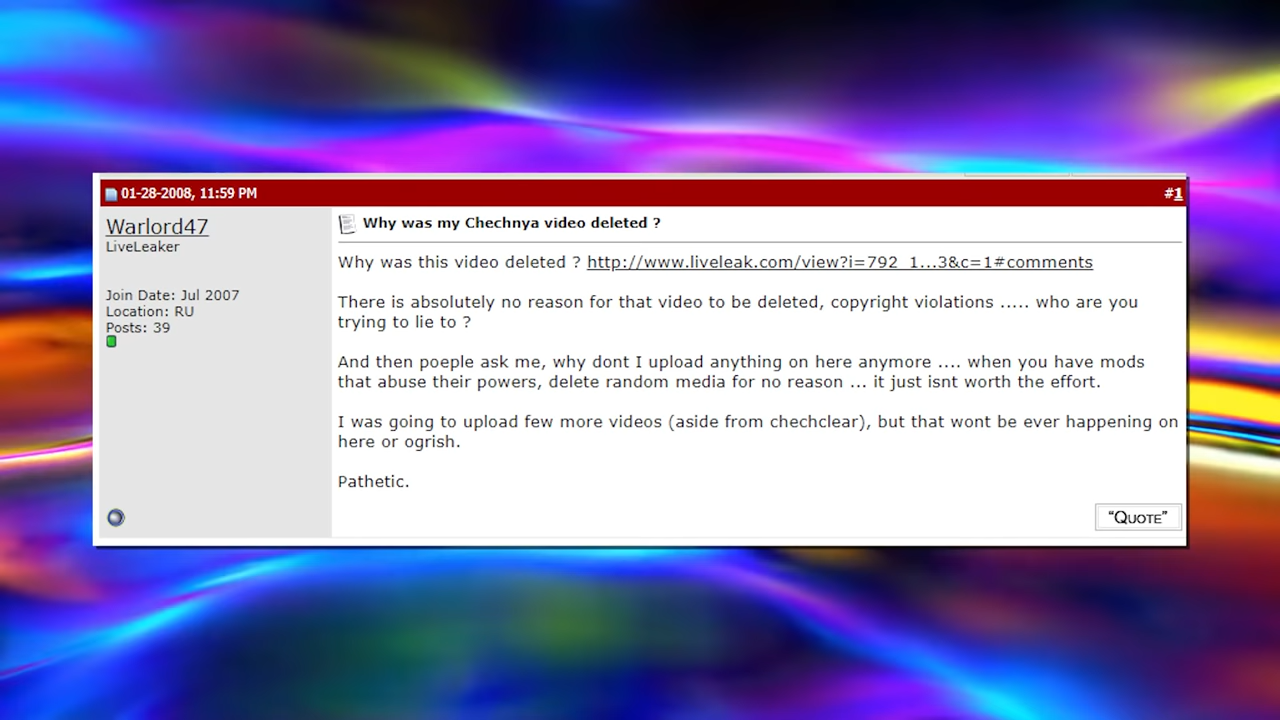 01-28-2008, 11:59 PM
#1
Warlord47
LiveLeaker
Join Date: Jul 2007
Location: RU
Posts: 39
Why was my Chechnya video deleted ?
Why was this video deleted ? http://www.liveleak.com/view?i=792_1...3&c=1#comments
There is absolutely no reason for that video to be deleted, copyright violations ..... who are you
trying to lie to ?
And then poeple ask me, why dont I upload anything on here anymore .... when you have mods
that abuse their powers, delete random media for no reason ... it just isnt worth the effort.
I was going to upload few more videos (aside from chechclear), but that wont be ever happening on
here or ogrish.
Pathetic.
“QUOTE”